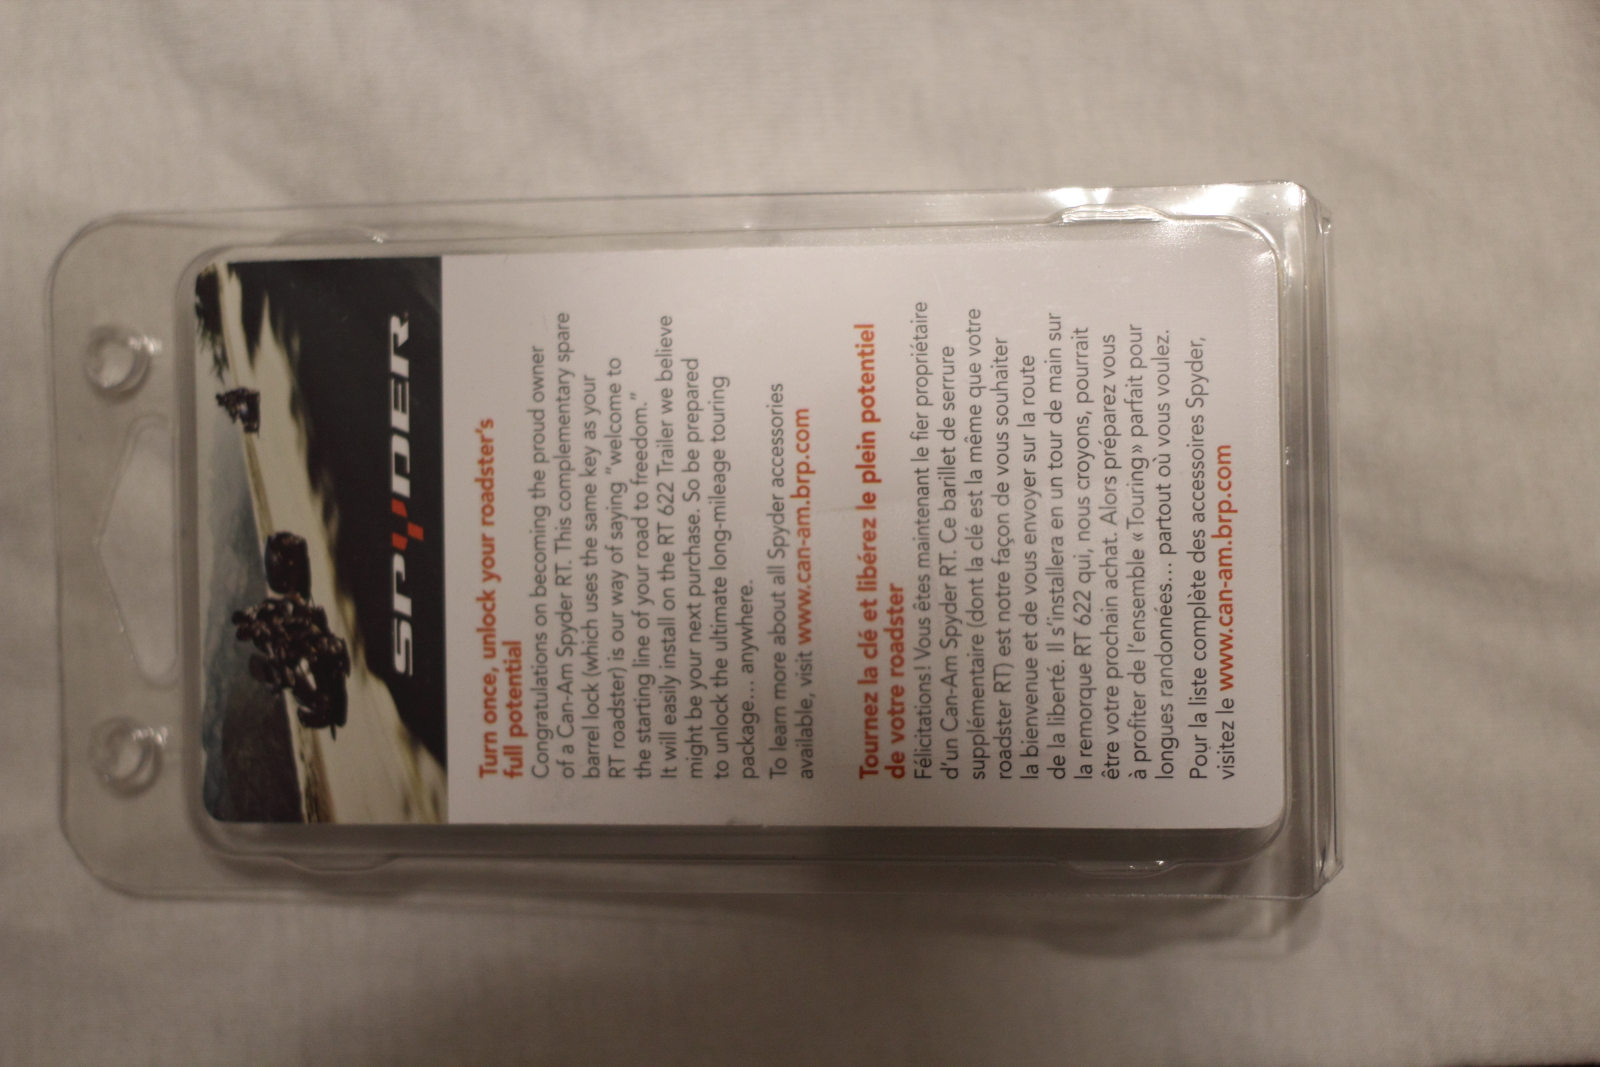 SPYDER
Turn once, unlock your roadster's
full potential
Congratulations on becoming the proud owner
of a Can-Am Spyder RT. This complementary spare
barrel lock (which uses the same key as your
RT roadster) is our way of saying "welcome to
the starting line of your road to freedom."
It will easily install on the RT 622 Trailer we believe
might be your next purchase. So be prepared
to unlock the ultimate long-mileage touring
package... anywhere.
To learn more about all Spyder accessories
available, visit www.can-am.brp.com
Tournez la clé et libérez le plein potentiel
de votre roadster
Félicitations! Vous êtes maintenant le fier propriétaire
d'un Can-Am Spyder RT. Ce barillet de serrure
supplémentaire (dont la clé est la même que votre
roadster RT) est notre façon de vous souhaiter
la bienvenue et de vous envoyer sur la route
de la liberté. Il s'installera en un tour de main sur
la remorque RT 622 qui, nous croyons, pourrait
être votre prochain achat. Alors préparez vous
à profiter de l'ensemble « Touring » parfait pour
longues randonnées... partout où vous voulez.
Pour la liste complète des accessoires Spyder,
visitez le www.can-am.brp.com